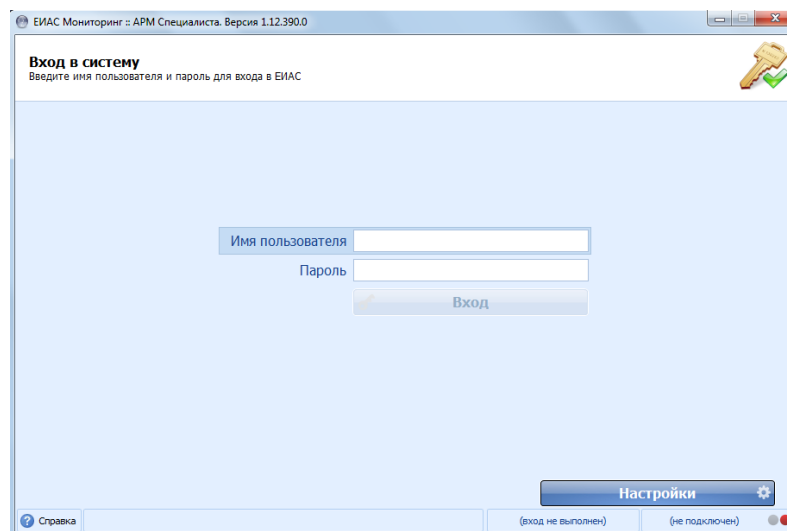 ЕИАС Мониторинг :: АРМ Специалиста. Версия 1.12.390.0
Вход в систему
Введите имя пользователя и пароль для входа в ЕИАС
Имя пользователя
Пароль
Вход
Настройки
Справка
(вход не выполнен)
(не подключен)